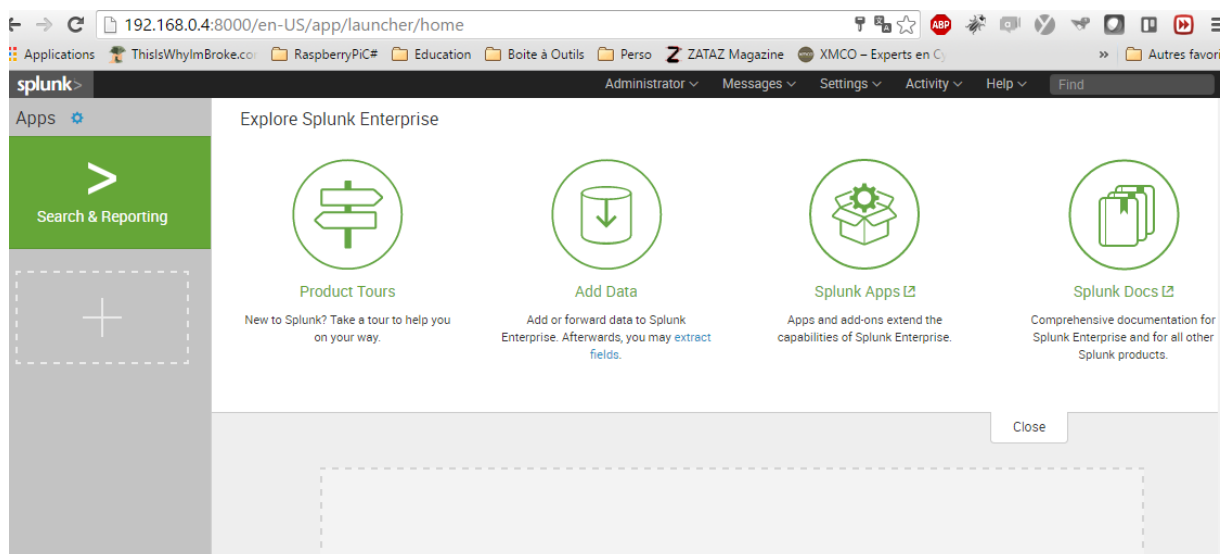 192.168.0.4:8000/en-US/app/launcher/home
ABP
Applications ThisIsWhyImBroke.co RaspberryPiC# Education Boite à Outils Perso ZATAZ Magazine XMCO – Experts en Cy » Autres favori
splunk> Administrator Messages Settings Activity Help Find
Apps
Explore Splunk Enterprise
>
Search & Reporting
Product Tours
New to Splunk? Take a tour to help you
on your way.
Add Data
Add or forward data to Splunk
Enterprise. Afterwards, you may extract
fields.
Splunk Apps
Apps and add-ons extend the
capabilities of Splunk Enterprise.
Splunk Docs
Comprehensive documentation for
Splunk Enterprise and for all other
Splunk products.
Close